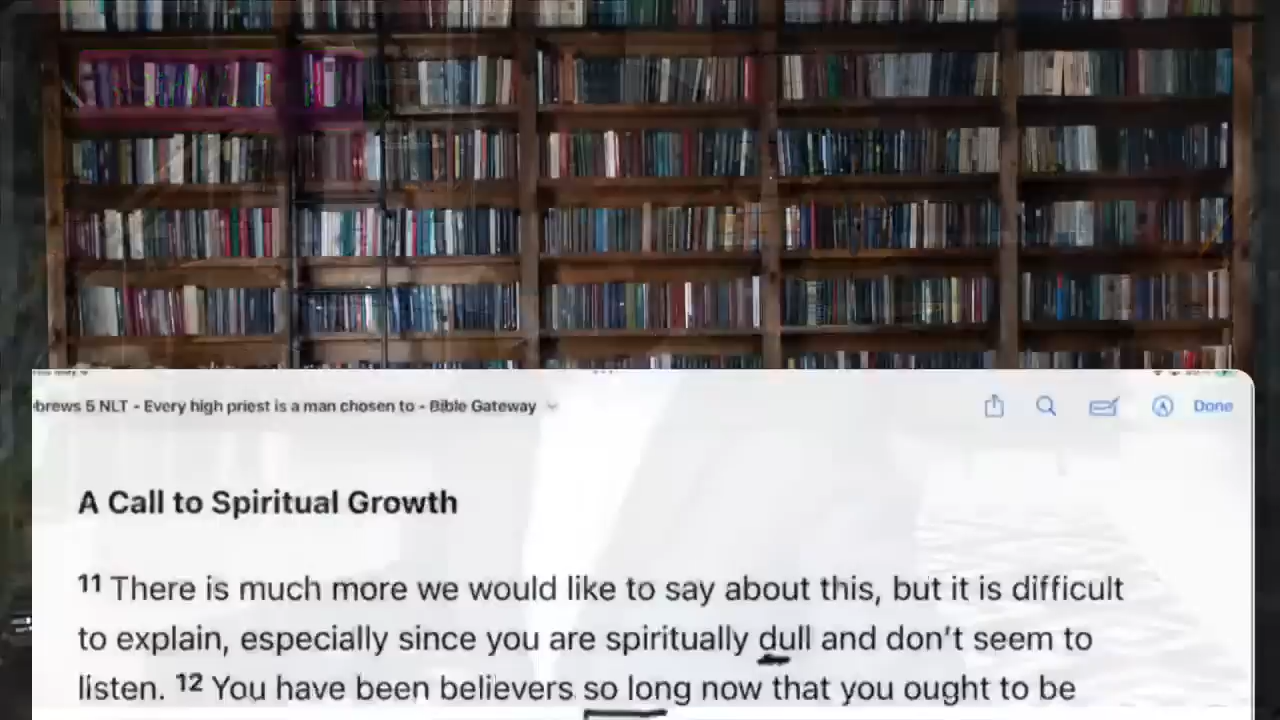 brews 5 NLT - Every high priest is a man chosen to - Bible Gateway
Done
A Call to Spiritual Growth
11 There is much more we would like to say about this, but it is difficult
to explain, especially since you are spiritually dull and don't seem to
listen. 12 You have been believers so long now that you ought to be